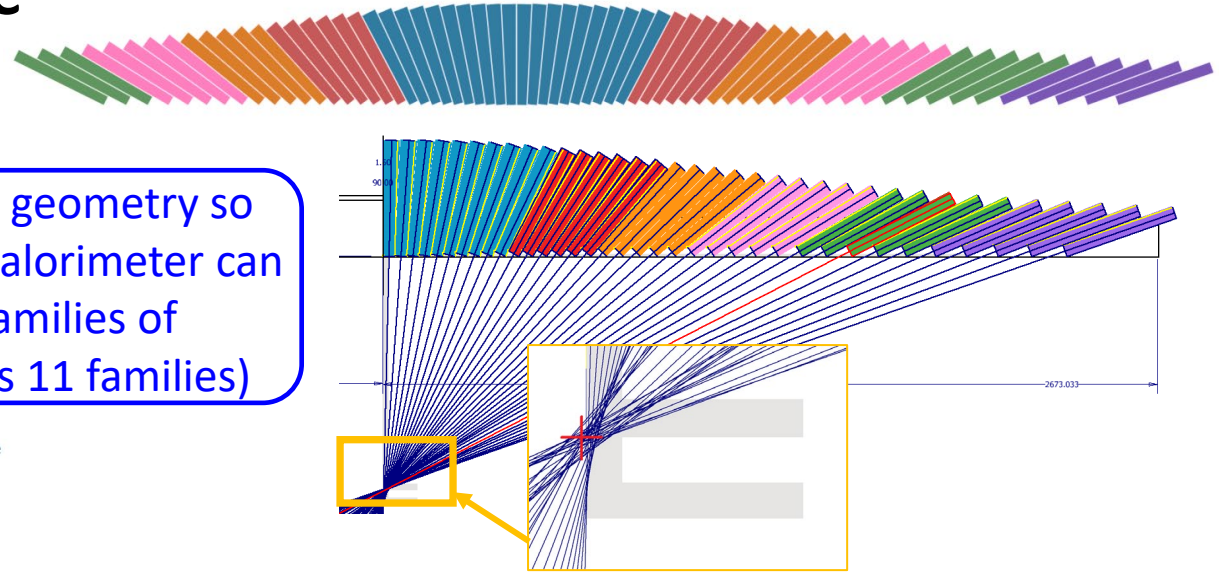 geometry so
alorimeter can
amilies of
s 11 families)
2673.033